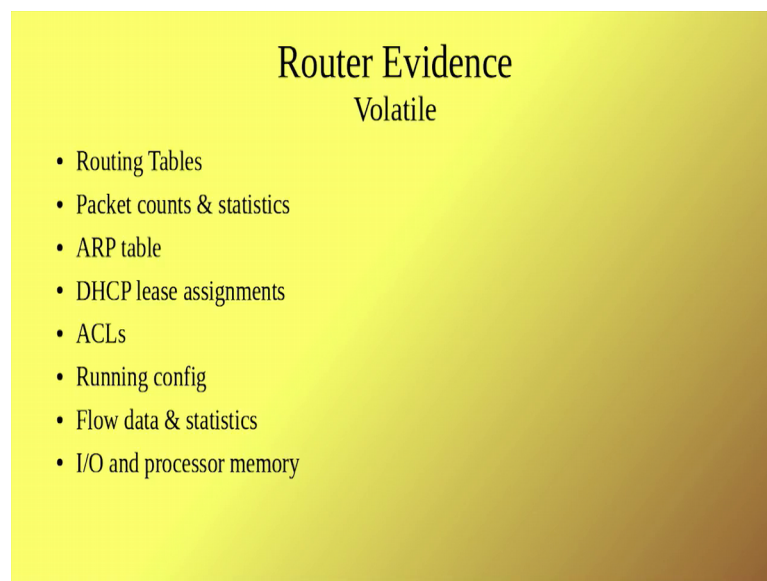 Router Evidence
Volatile
• Routing Tables
• Packet counts & statistics
• ARP table
• DHCP lease assignments
• ACLs
• Running config
• Flow data & statistics
• I/O and processor memory